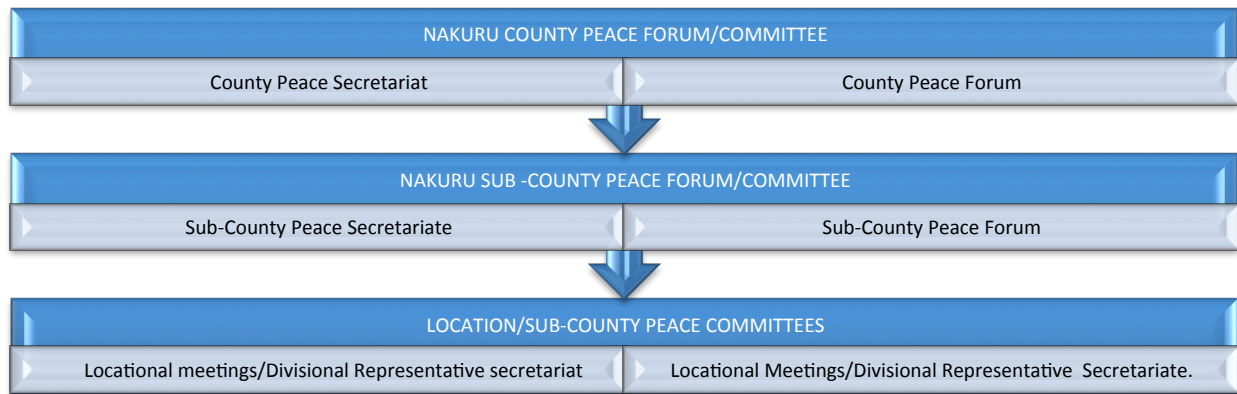 NAKURU COUNTY PEACE FORUM/COMMITTEE
County Peace Secretariat
County Peace Forum
NAKURU SUB -COUNTY PEACE FORUM/COMMITTEE
Sub-County Peace Secretariate
Sub-County Peace Forum
LOCATION/SUB-COUNTY PEACE COMMITTEES
Locational meetings/Divisional Representative secretariat
Locational Meetings/Divisional Representative Secretariate.